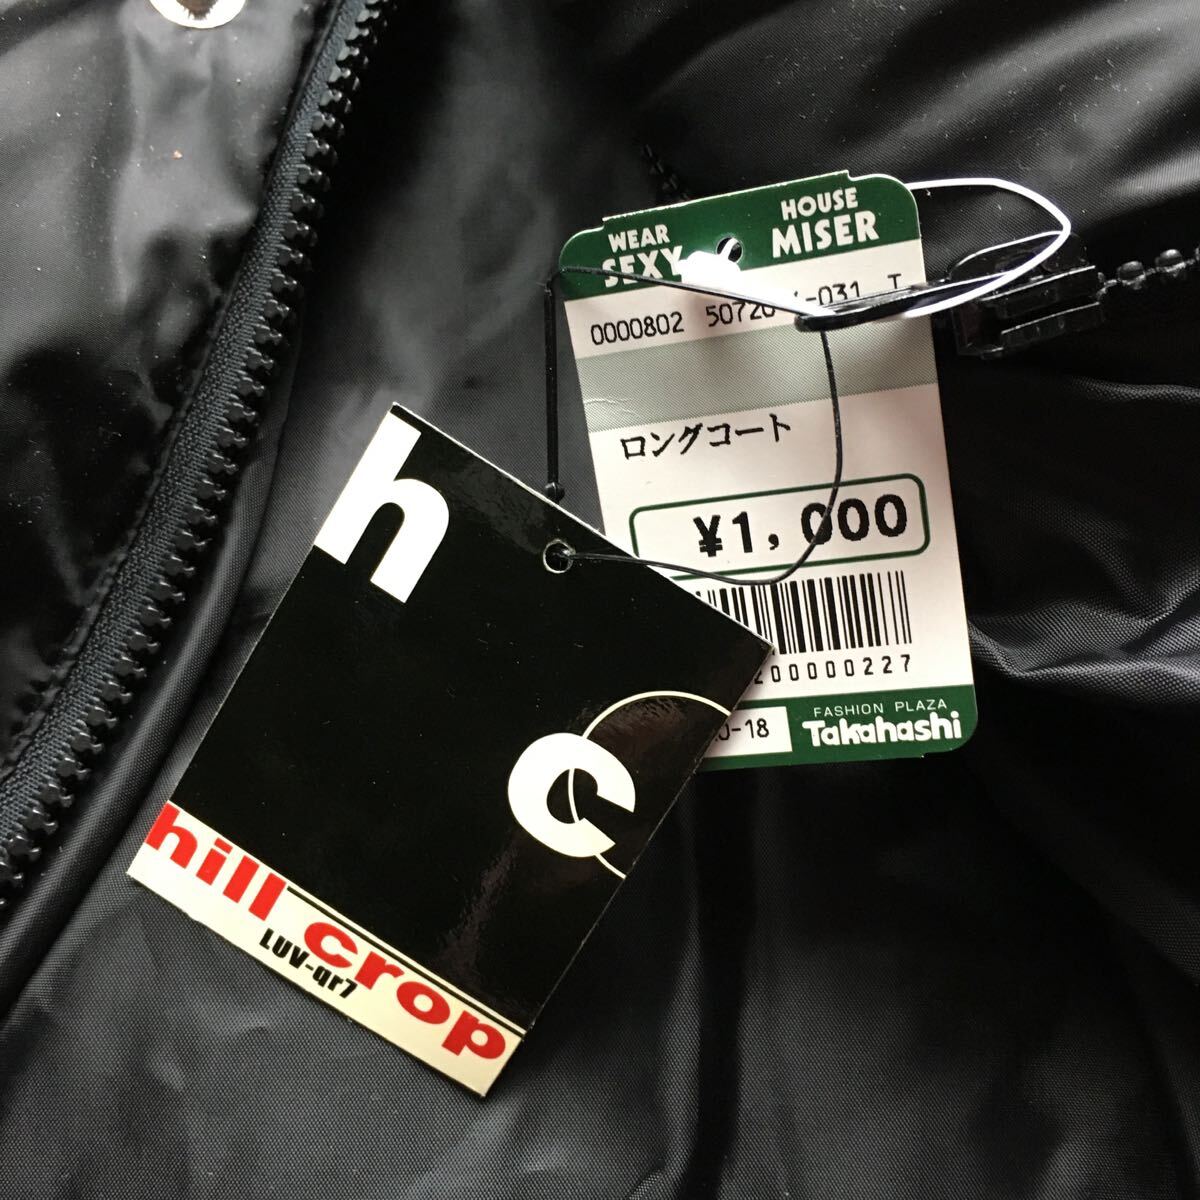 WEAR
SEXY
HOUSE
MISER
0000802
T
ロングコート
¥1,000
FASHION PLAZA
Takahashi
h
c
hill crop
LUV-qr7